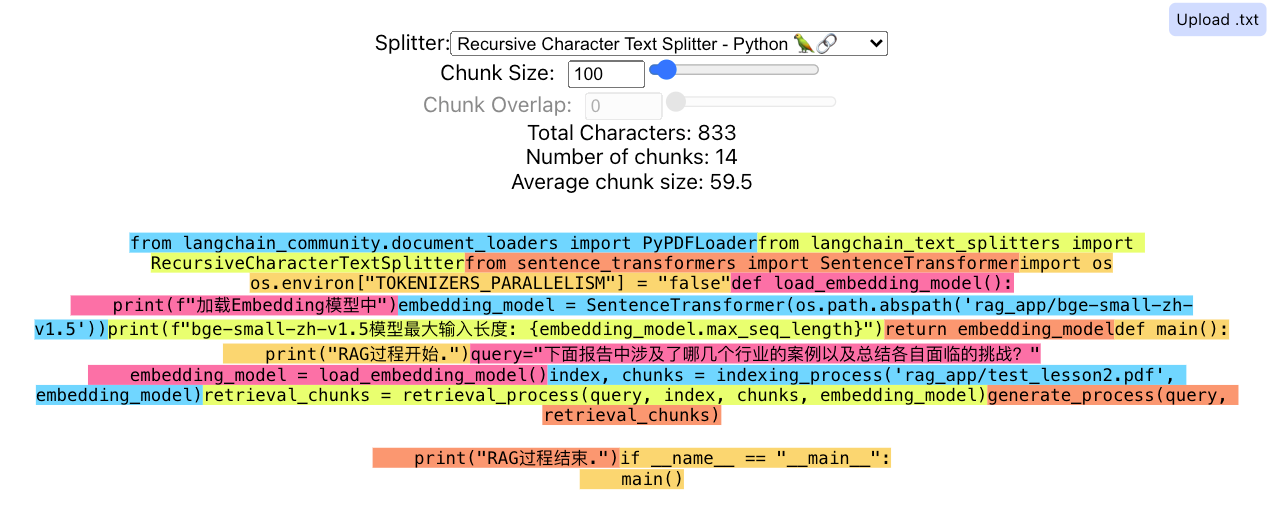 Upload .txt
Splitter: Recursive Character Text Splitter - Python 🦜🔗
Chunk Size: 100
Chunk Overlap: 0
Total Characters: 833
Number of chunks: 14
Average chunk size: 59.5
from langchain_community.document_loaders import PyPDFLoaderfrom langchain_text_splitters import
RecursiveCharacterTextSplitterfrom sentence_transformers import SentenceTransformerimport os
os.environ["TOKENIZERS_PARALLELISM"] = "false"def load_embedding_model():
    print(f"加载Embedding模型中")embedding_model = SentenceTransformer(os.path.abspath('rag_app/bge-small-zh-
v1.5'))print(f"bge-small-zh-v1.5模型最大输入长度: {embedding_model.max_seq_length}")return embedding_modeldef main():
    print("RAG过程开始.")query="下面报告中涉及了哪几个行业的案例以及总结各自面临的挑战？"
    embedding_model = load_embedding_model()index, chunks = indexing_process('rag_app/test_lesson2.pdf',
embedding_model)retrieval_chunks = retrieval_process(query, index, chunks, embedding_model)generate_process(query,
retrieval_chunks)
    print("RAG过程结束.")if __name__ == "__main__":
    main()